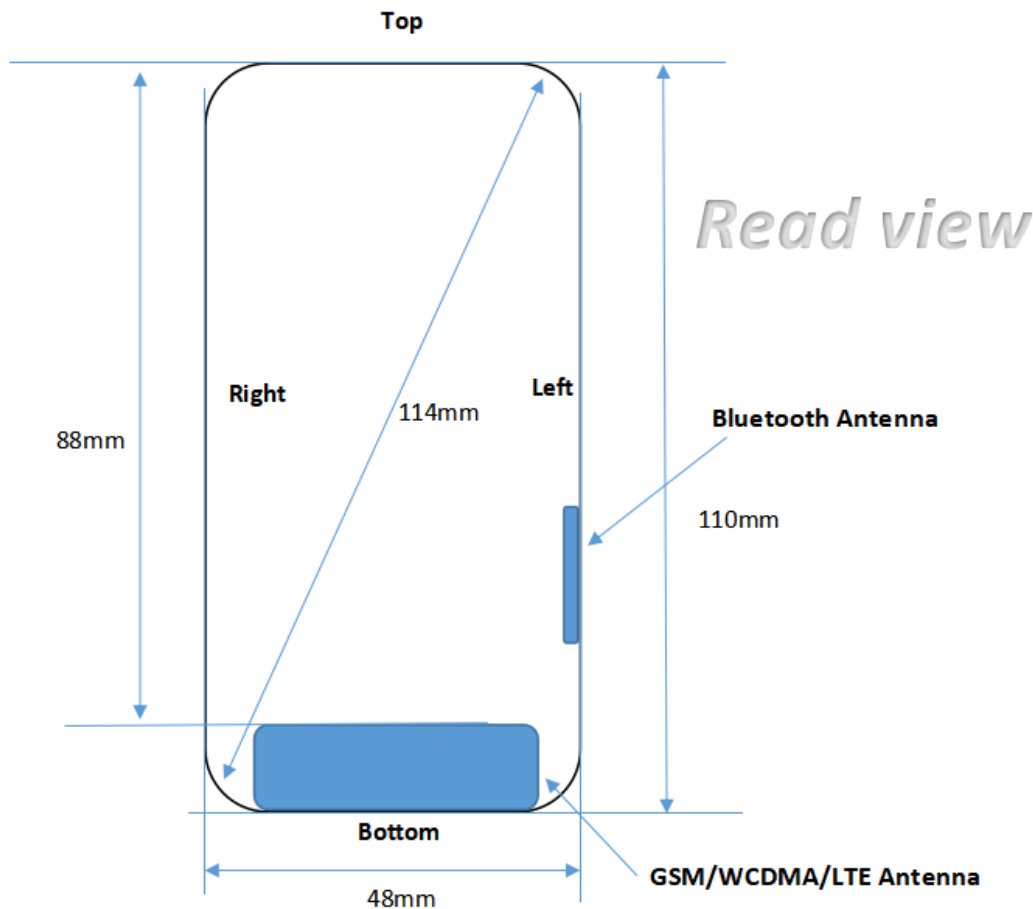 Top
Read view
Right
Left
114mm
Bluetooth Antenna
88mm
110mm
Bottom
GSM/WCDMA/LTE Antenna
48mm